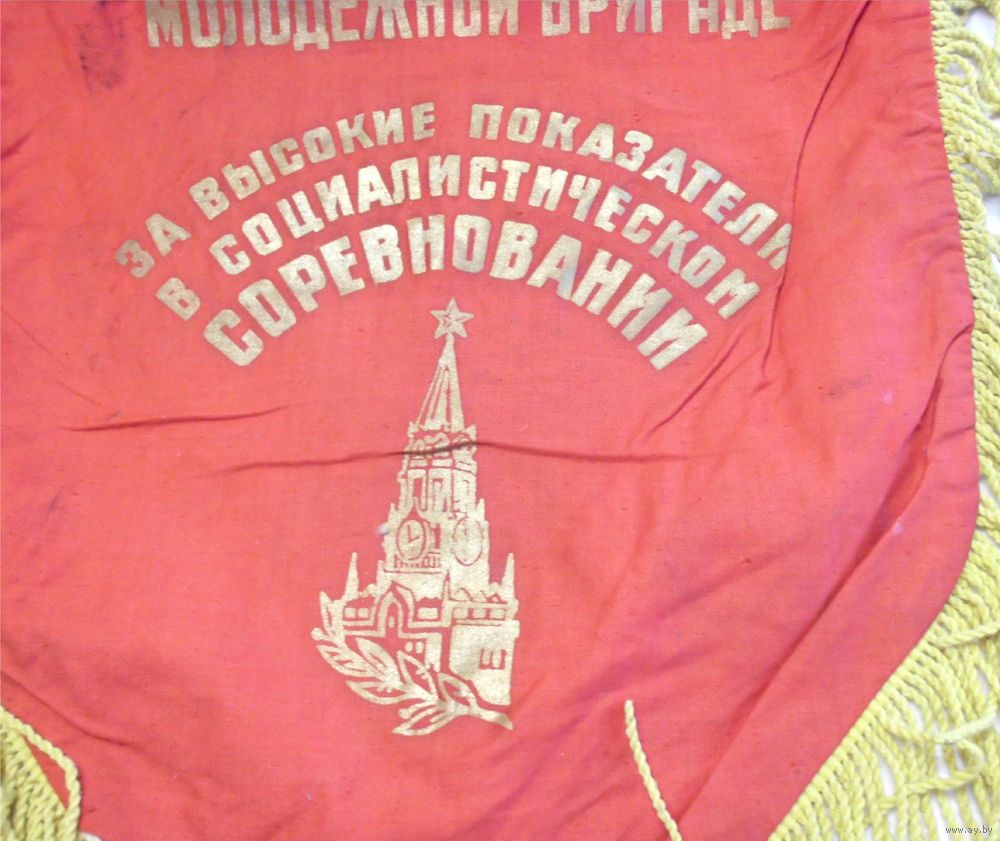 МОЛОДЕЖНОЙ БРИГАДЕ
ЗА ВЫСОКИЕ ПОКАЗАТЕЛИ
В СОЦИАЛИСТИЧЕСКОМ
СОРЕВНОВАНИИ
www.ay.by